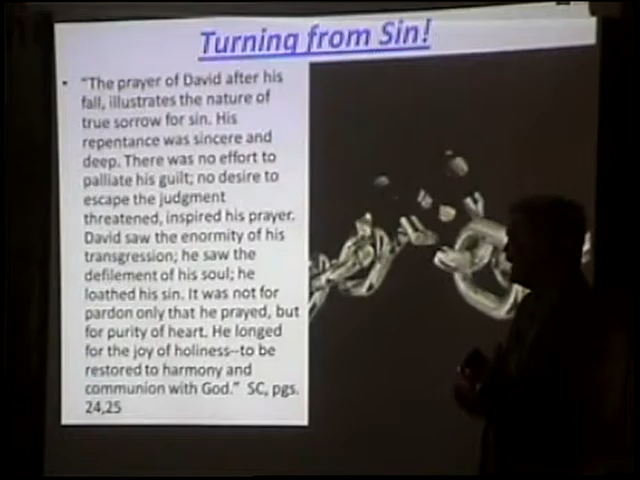 Turning from Sin!
• "The prayer of David after his
fall, illustrates the nature of
true sorrow for sin. His
repentance was sincere and
deep. There was no effort to
palliate his guilt; no desire to
escape the judgment
threatened, inspired his prayer.
David saw the enormity of his
transgression; he saw the
defilement of his soul; he
loathed his sin. It was not for
pardon only that he prayed, but
for purity of heart. He longed
for the joy of holiness--to be
restored to harmony and
communion with God." SC, pgs.
24,25